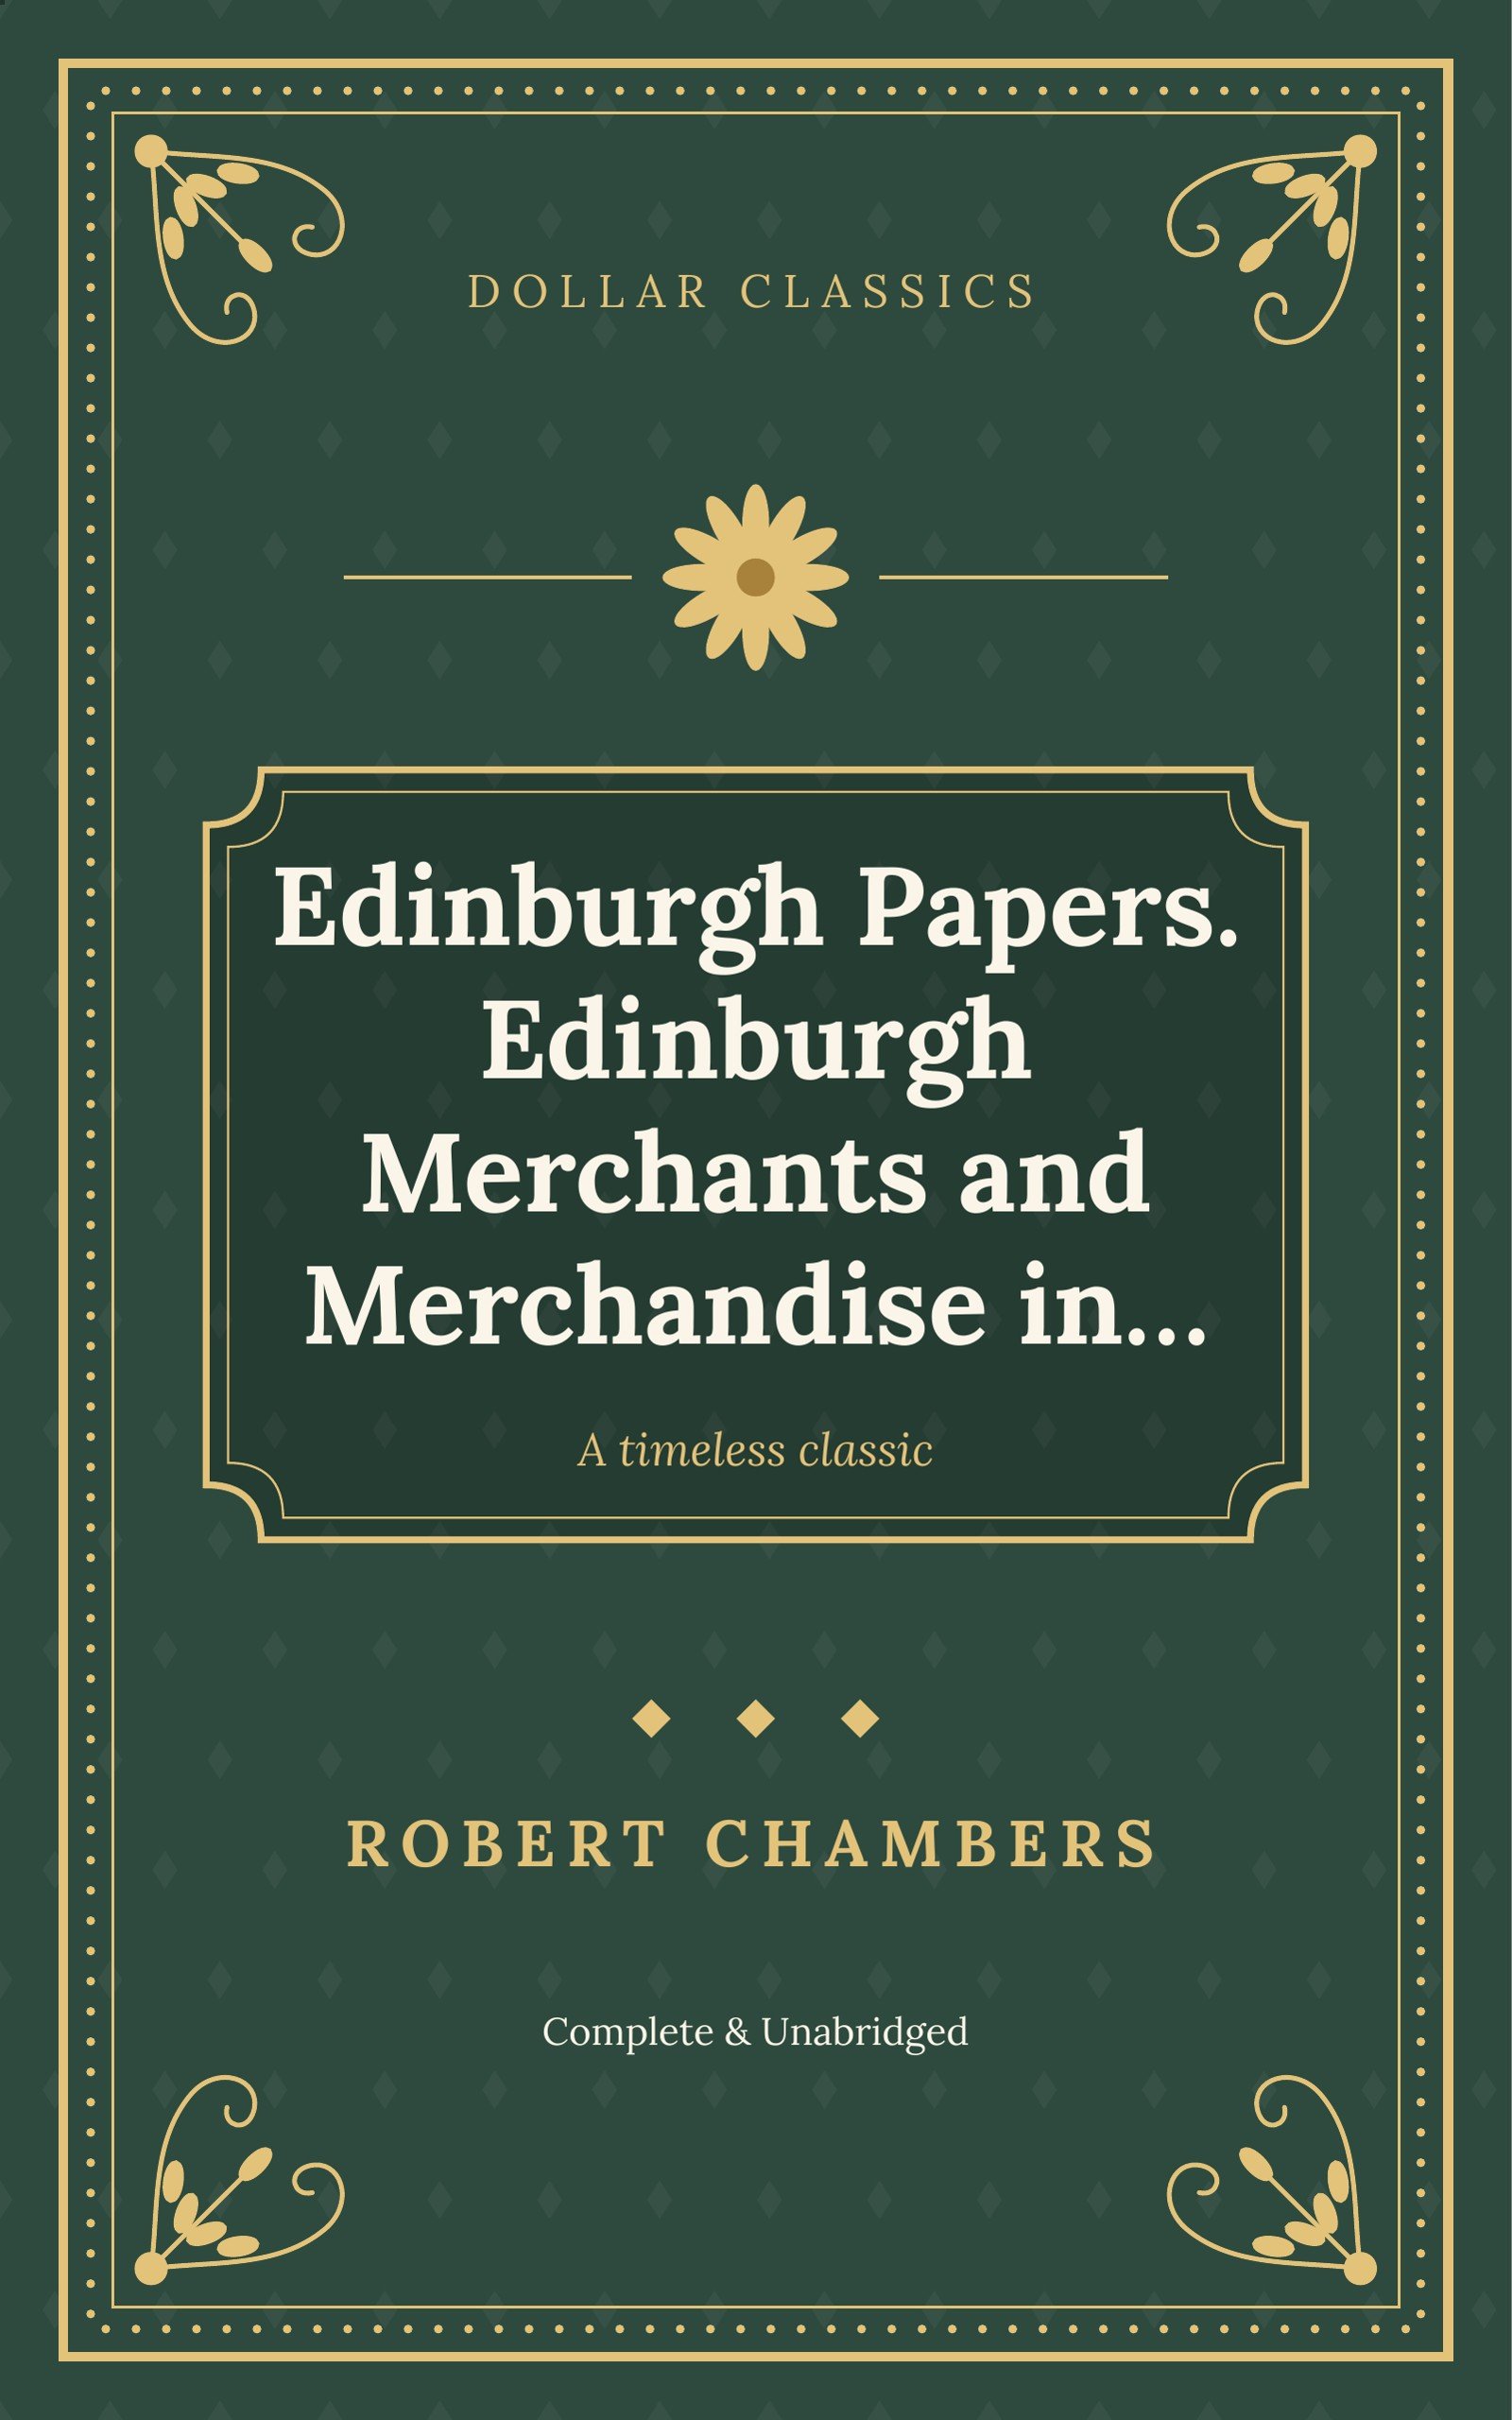 DOLLAR CLASSICS
Edinburgh Papers.
Edinburgh
Merchants and
Merchandise in...
A timeless classic
ROBERT CHAMBERS
Complete & Unabridged